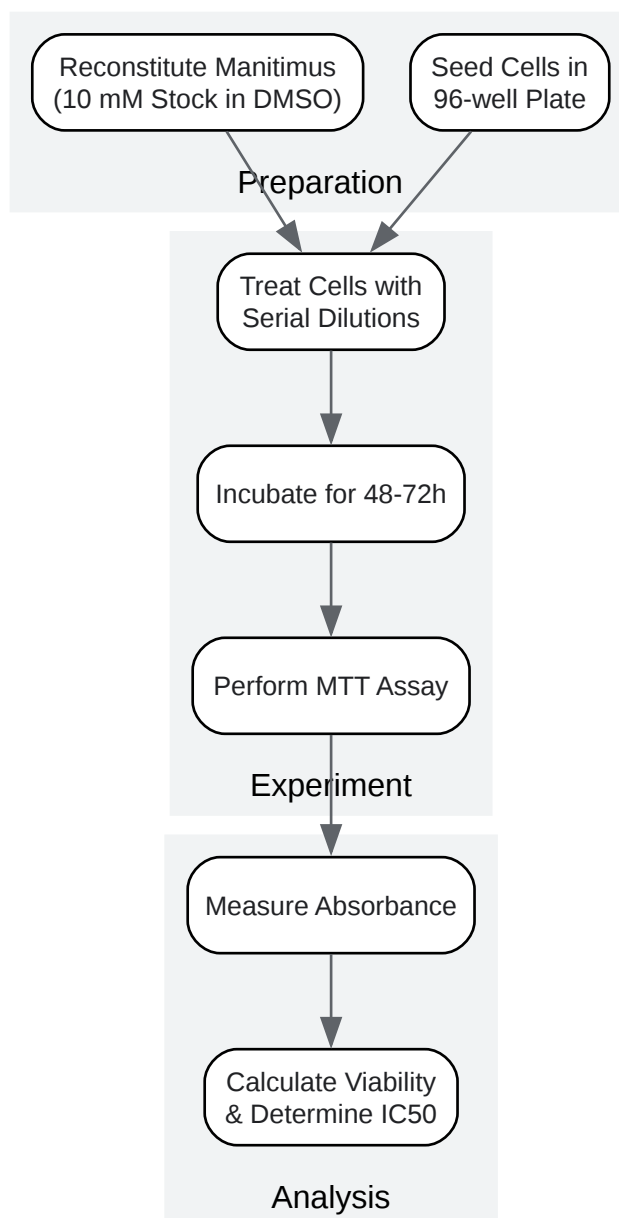 Reconstitute Manitimus
(10 mM Stock in DMSO)
Seed Cells in
96-well Plate
Preparation
Treat Cells with
Serial Dilutions
Incubate for 48-72h
Perform MTT Assay
Experiment
Measure Absorbance
Calculate Viability
& Determine IC50
Analysis